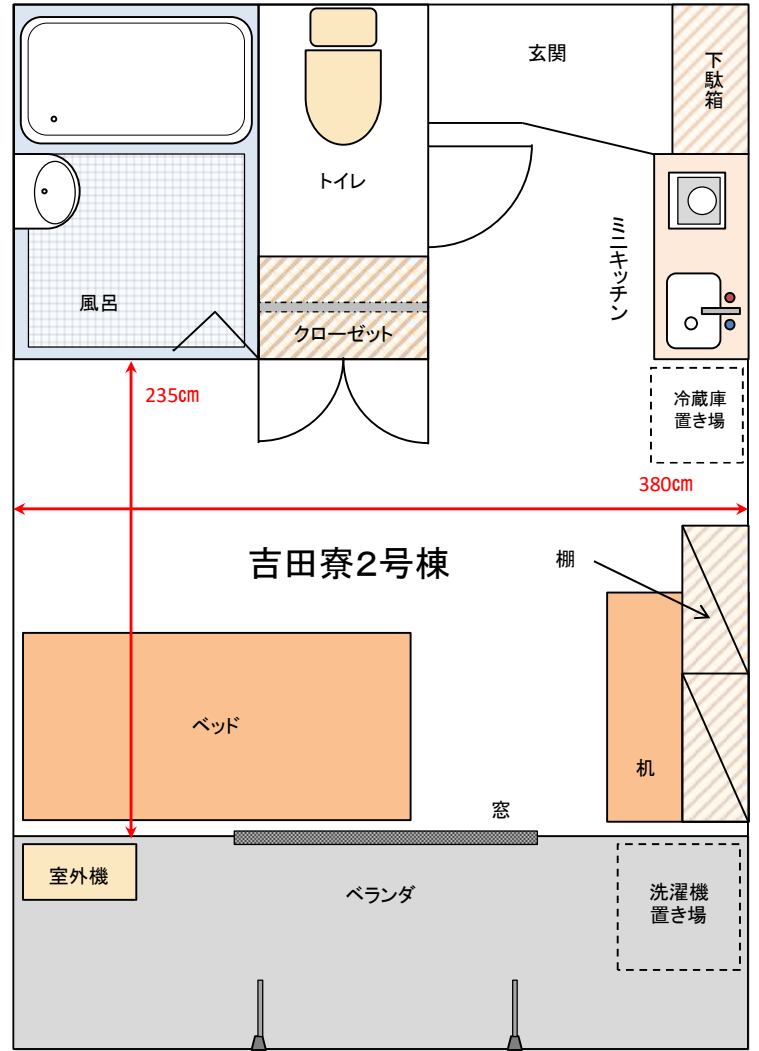 玄関
下駄箱
トイレ
ミニキッチン
風呂
クローゼット
235㎝
冷蔵庫
置き場
380㎝
吉田寮2号棟
棚
ベッド
机
窓
室外機
ベランダ
洗濯機
置き場